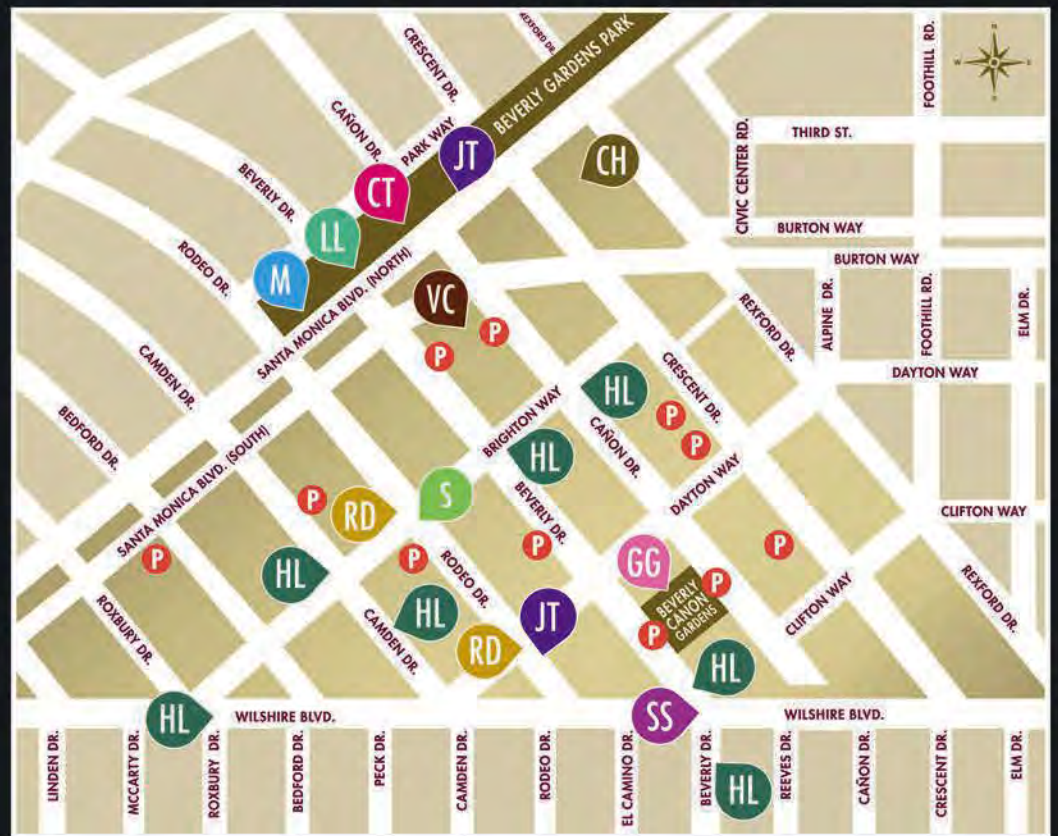 REXFORD DR.
CRESCENT DR.
BEVERLY GARDENS PARK
FOOTHILL RD.
N
W
E
S
CAÑON DR.
PARK WAY
JT
CH
CIVIC CENTER RD.
THIRD ST.
CT
BEVERLY DR.
LL
BURTON WAY
RODEO DR.
M
SANTA MONICA BLVD. (NORTH)
BURTON WAY
VC
P
P
REXFORD DR.
ALPINE DR.
FOOTHILL RD.
ELM DR.
CAMDEN DR.
CRESCENT DR.
DAYTON WAY
HL
BRIGHTON WAY
CAÑON DR.
P
P
BEDFORD DR.
SANTA MONICA BLVD. (SOUTH)
HL
S
BEVERLY DR.
DAYTON WAY
P
RD
CLIFTON WAY
P
HL
P
RODEO DR.
P
GG
P
P
BEVERLY
CANON
GARDENS
CLIFTON WAY
REXFORD DR.
ROXBURY DR.
CAMDEN DR.
HL
RD
JT
P
HL
HL
WILSHIRE BLVD.
SS
WILSHIRE BLVD.
LINDEN DR.
MCCARTY DR.
ROXBURY DR.
BEDFORD DR.
PECK DR.
CAMDEN DR.
RODEO DR.
EL CAMINO DR.
BEVERLY DR.
HL
REEVES DR.
CAÑON DR.
CRESCENT DR.
ELM DR.